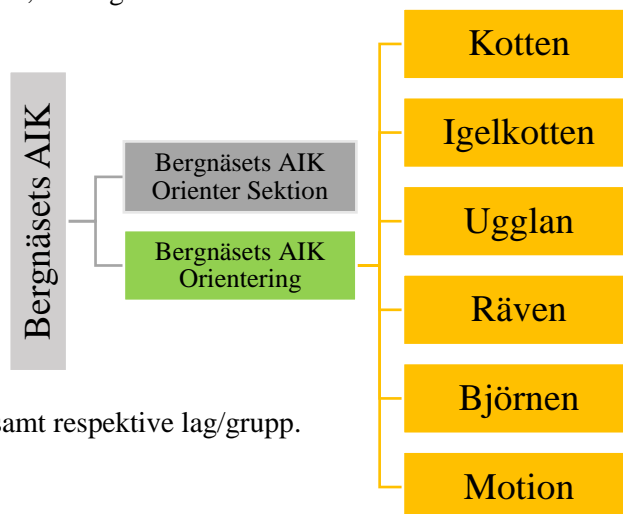 Bergnäsets AIK
Bergnäsets AIK
Orienter Sektion
Bergnäsets AIK
Orientering
Kotten
Igelkotten
Ugglan
Räven
Björnen
Motion
samt respektive lag/grupp.